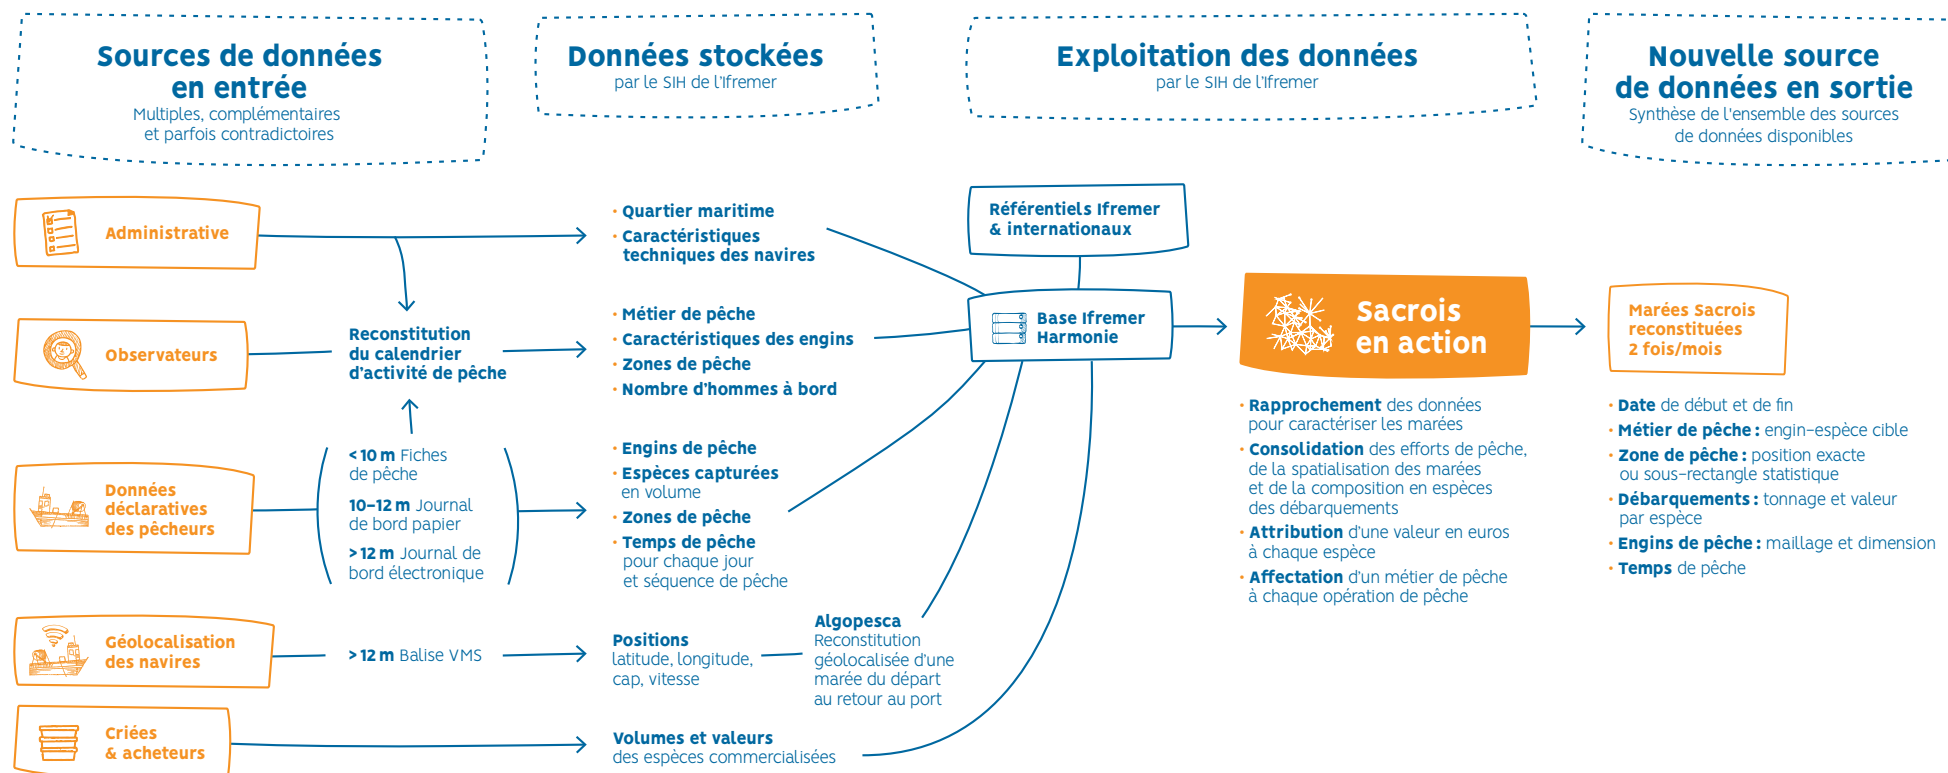 Sources de données
en entrée
Multiples, complémentaires
et parfois contradictoires
Données stockées
par le SIH de l'Ifremer
Exploitation des données
par le SIH de l'Ifremer
Nouvelle source
de données en sortie
Synthèse de l'ensemble des sources
de données disponibles
Administrative
Observateurs
Données
déclaratives
des pêcheurs
Géolocalisation
des navires
Criées
& acheteurs
Reconstitution
du calendrier
d'activité de pêche
< 10 m Fiches
de pêche
10–12 m Journal
de bord papier
> 12 m Journal de
bord électronique
> 12 m Balise VMS
• Quartier maritime
• Caractéristiques
techniques des navires
• Métier de pêche
• Caractéristiques des engins
• Zones de pêche
• Nombre d'hommes à bord
• Engins de pêche
• Espèces capturées
en volume
• Zones de pêche
• Temps de pêche
pour chaque jour
et séquence de pêche
Positions
latitude, longitude,
cap, vitesse
Algopesca
Reconstitution
géolocalisée d'une
marée du départ
au retour au port
Volumes et valeurs
des espèces commercialisées
Référentiels Ifremer
& internationaux
Base Ifremer
Harmonie
Sacrois
en action
• Rapprochement des données
pour caractériser les marées
• Consolidation des efforts de pêche,
de la spatialisation des marées
et de la composition en espèces
des débarquements
• Attribution d'une valeur en euros
à chaque espèce
• Affectation d'un métier de pêche
à chaque opération de pêche
Marées Sacrois
reconstituées
2 fois/mois
• Date de début et de fin
• Métier de pêche : engin-espèce cible
• Zone de pêche : position exacte
ou sous-rectangle statistique
• Débarquements : tonnage et valeur
par espèce
• Engins de pêche : maillage et dimension
• Temps de pêche